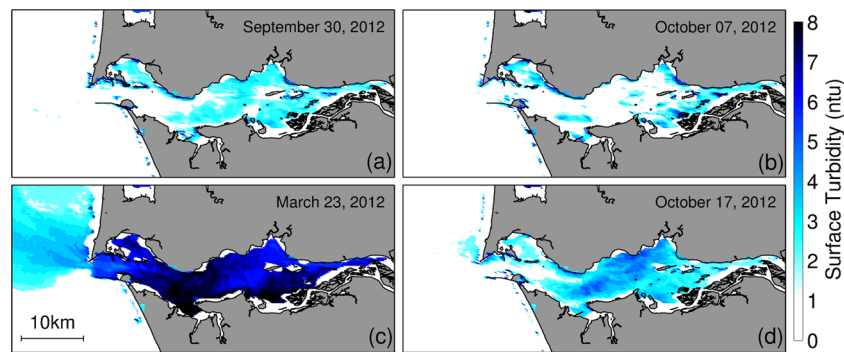 September 30, 2012
(a)
October 07, 2012
(b)
March 23, 2012
10km
(c)
October 17, 2012
(d)
8
7
6
5
4
3
2
1
0
Surface Turbidity (ntu)